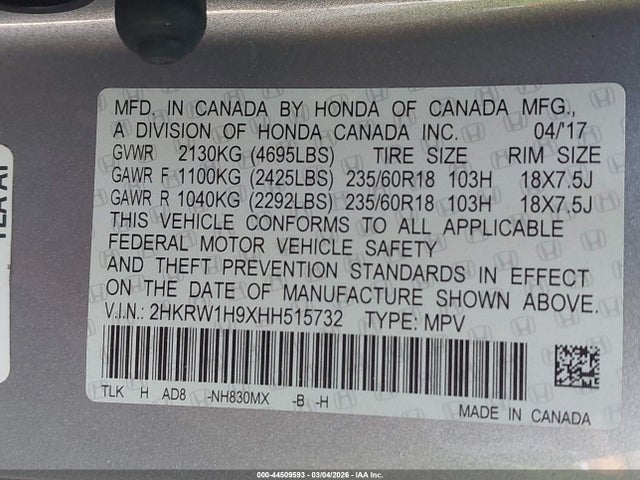 MFD. IN CANADA BY HONDA OF CANADA MFG.,
A DIVISION OF HONDA CANADA INC. 04/'17
GVWR 2130KG (4695LBS) TIRE SIZE RIM SIZE
GAWR F 1100KG (2425LBS) 235/60R18 103H 18X7.5J
GAWR R 1040KG (2292LBS) 235/60R18 103H 18X7.5J
THIS VEHICLE CONFORMS TO ALL APPLICABLE
FEDERAL MOTOR VEHICLE SAFETY
AND THEFT PREVENTION STANDARDS IN EFFECT
ON THE DATE OF MANUFACTURE SHOWN ABOVE.
V.I.N.: 2HKRW1H9XHH515732 TYPE: MPV
TLK H AD8 -NH830MX -B -H
MADE IN CANADA
000-44509593 - 03/04/2026 - IAA Inc.